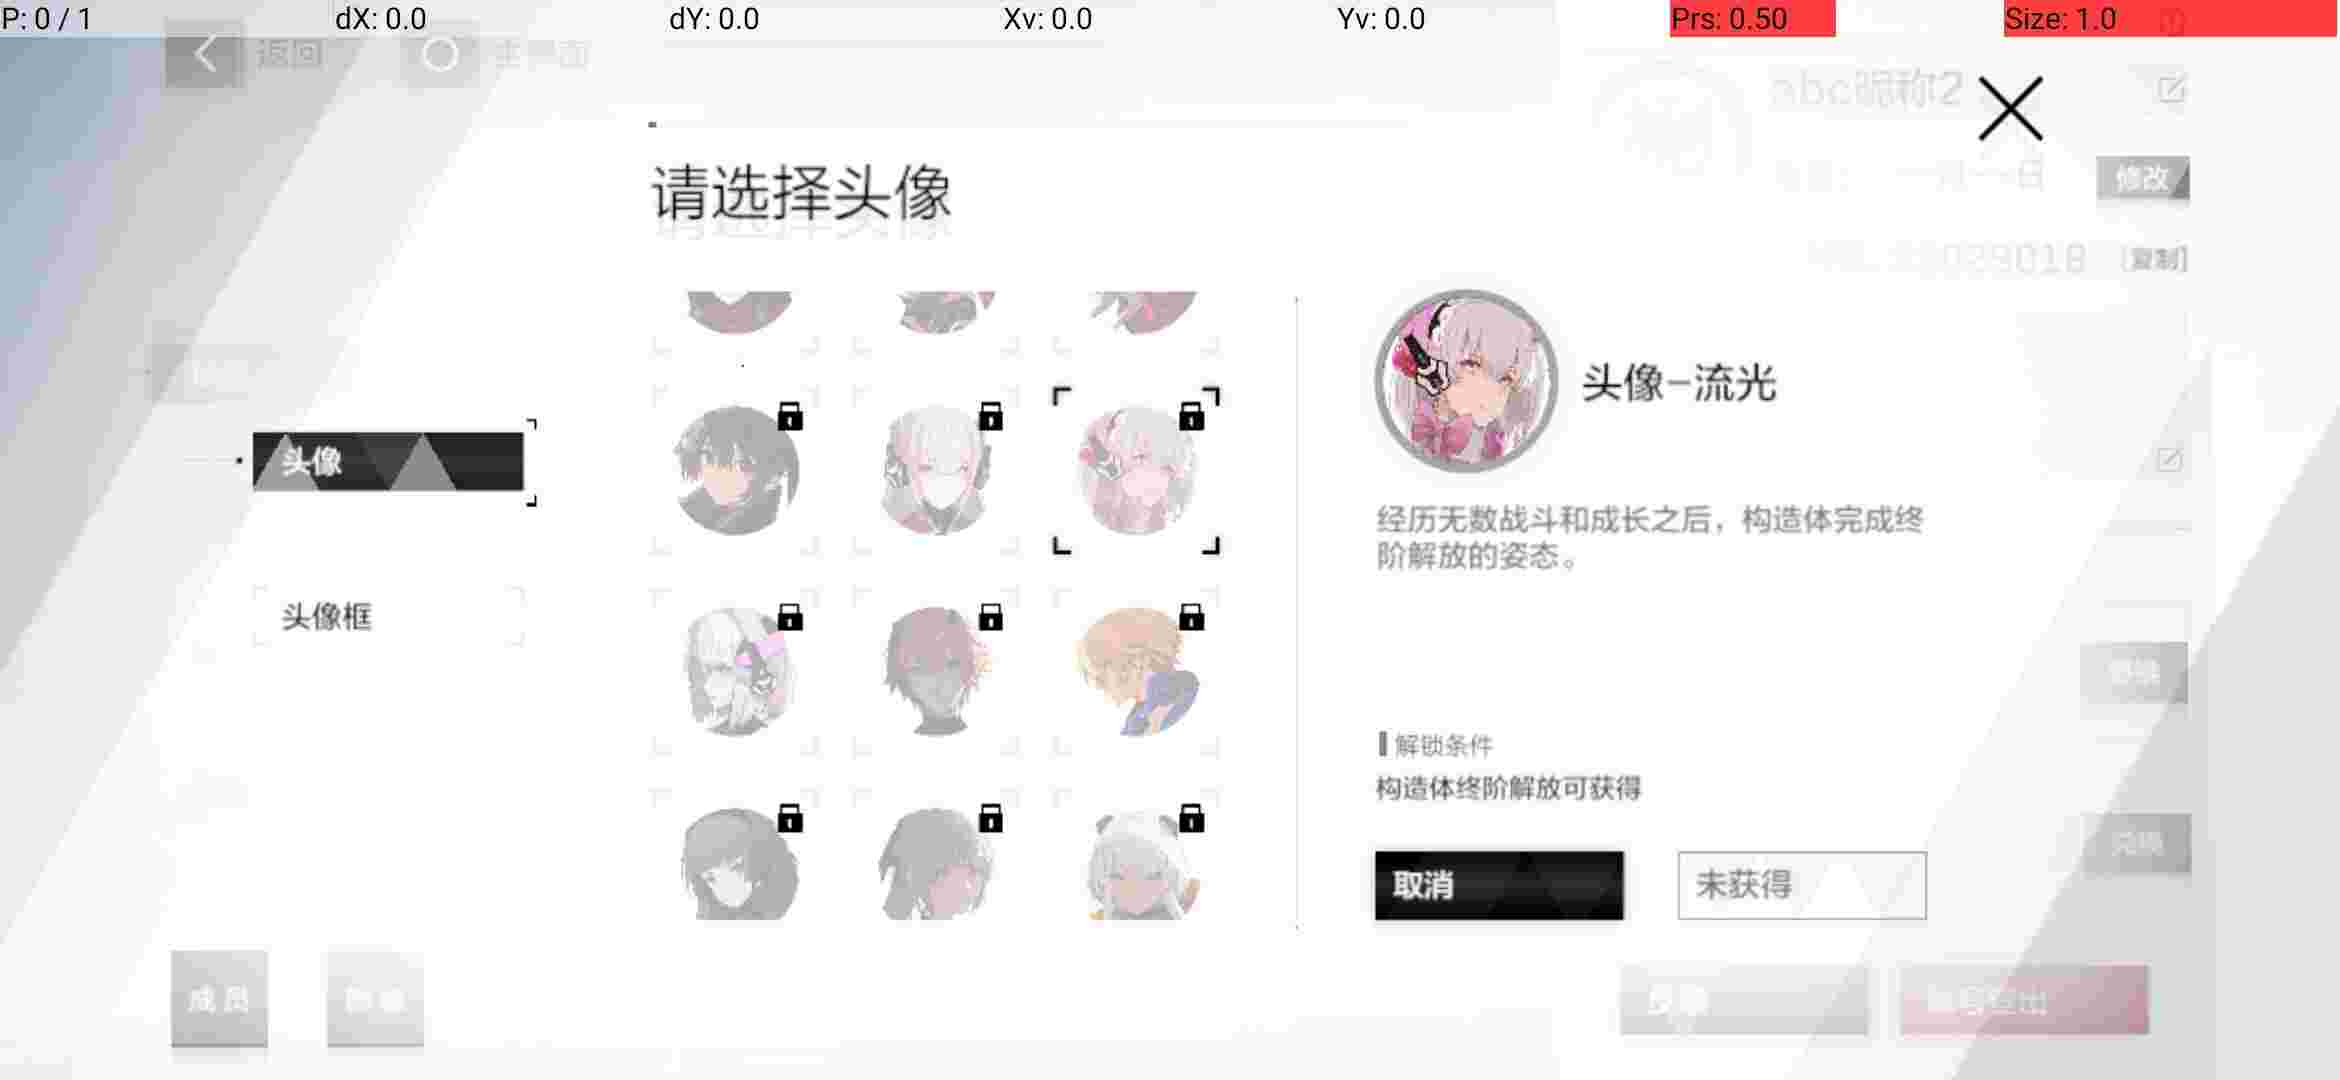 P: 0 / 1
dX: 0.0
dY: 0.0
Xv: 0.0
Yv: 0.0
Prs: 0.50
Size: 1.0
返回
主界面
abc昵称2
请选择头像
修改
日
029018
[复制]
头像
头像-流光
经历无数战斗和成长之后，构造体完成终
阶解放的姿态。
头像框
解锁条件
构造体终阶解放可获得
取消
未获得
兑换
成员